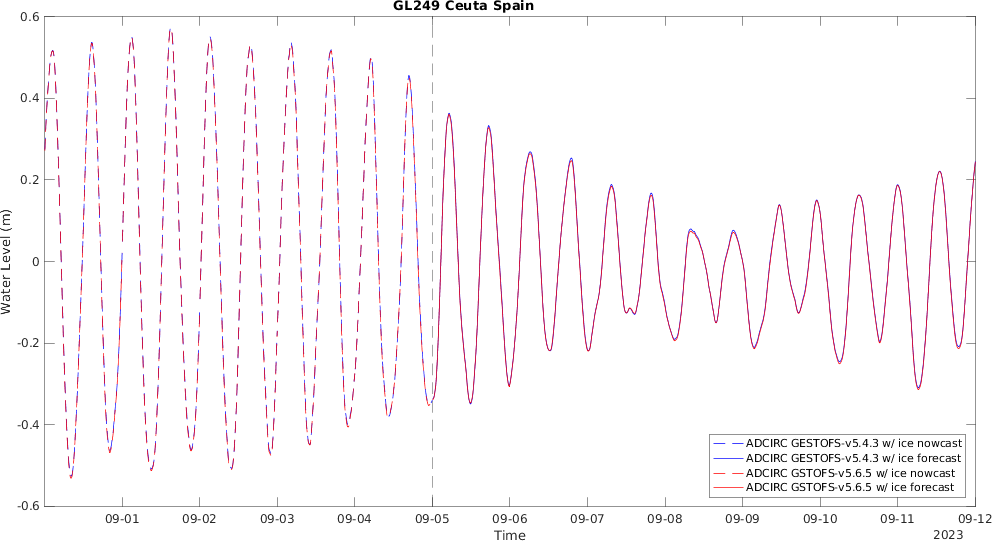 GL249 Ceuta Spain
0.6
0.4
0.2
0
-0.2
-0.4
-0.6
Water Level (m)
ADCIRC GESTOFS-v5.4.3 w/ ice nowcast
ADCIRC GESTOFS-v5.4.3 w/ ice forecast
ADCIRC GSTOFS-v5.6.5 w/ ice nowcast
ADCIRC GSTOFS-v5.6.5 w/ ice forecast
09-01 09-02 09-03 09-04 09-05 09-06 09-07 09-08 09-09 09-10 09-11 09-12
Time
2023